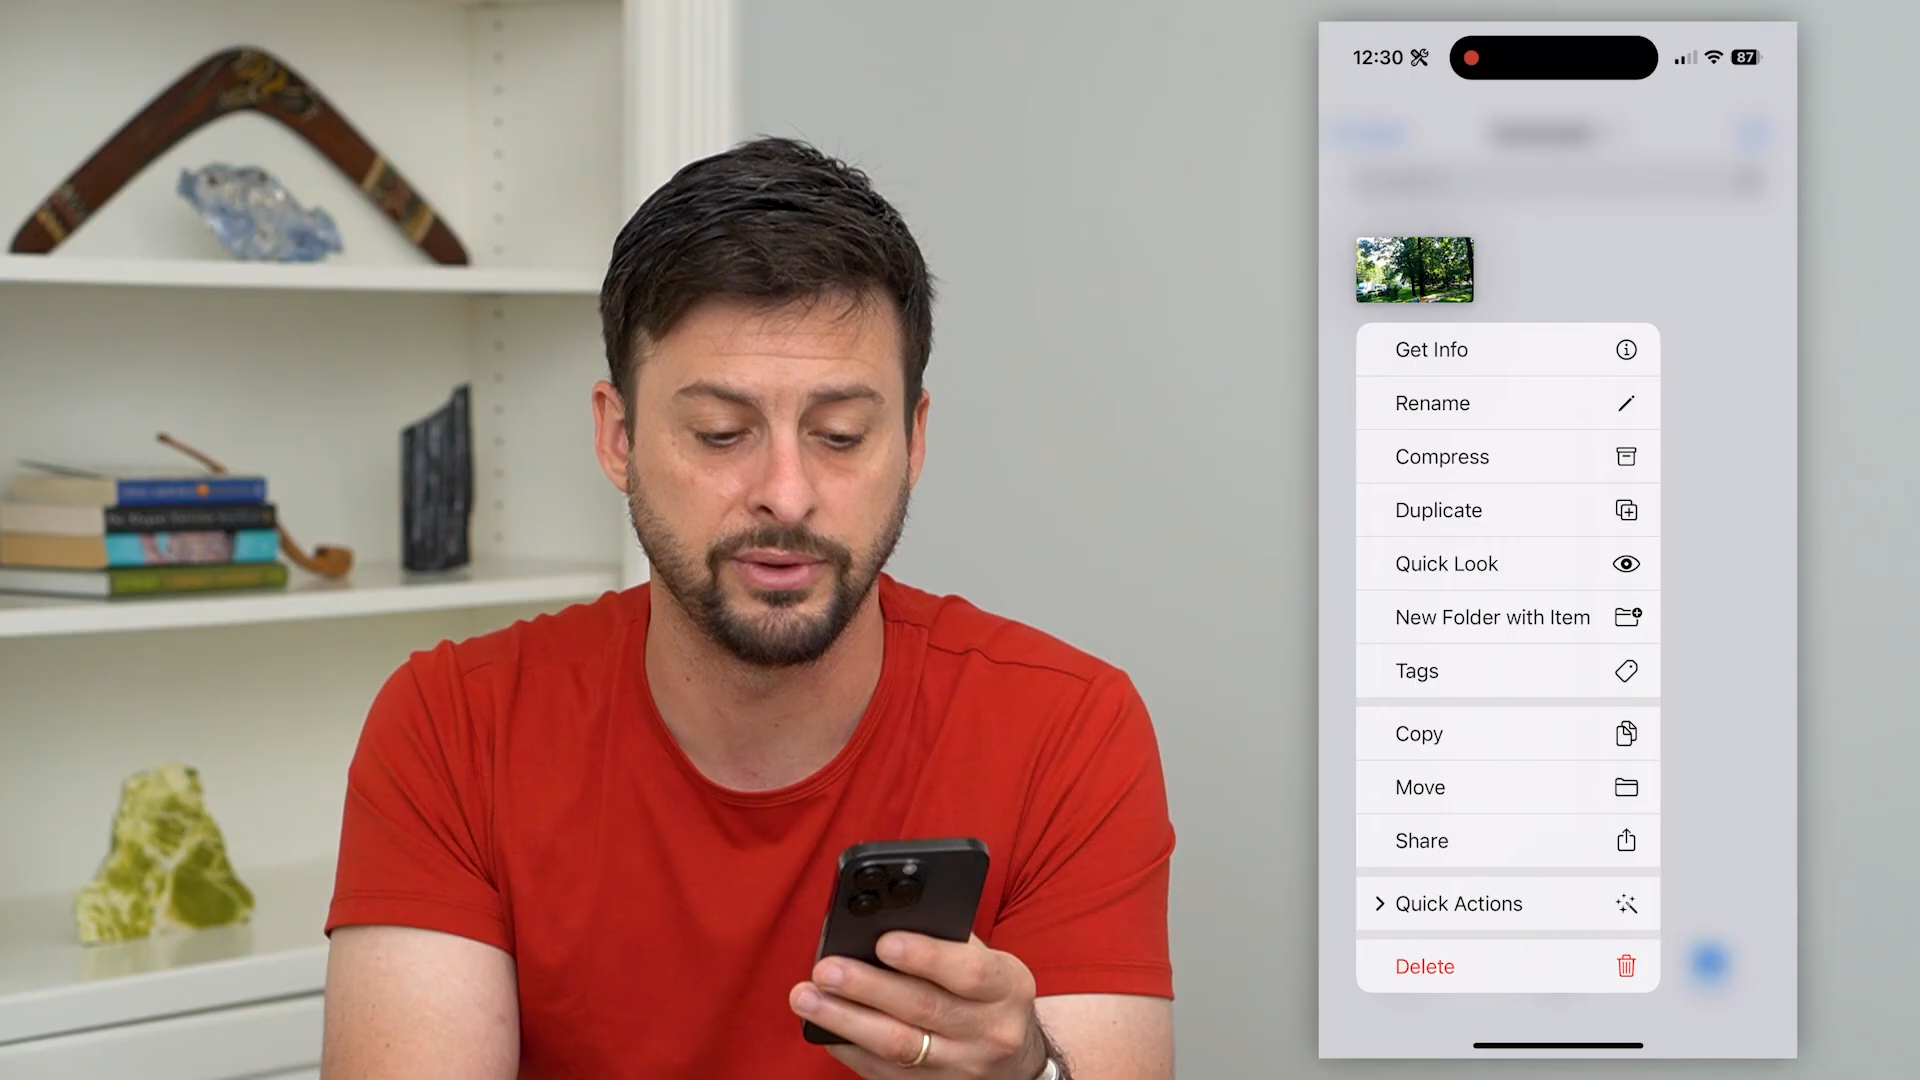 12:30
87
Get Info
Rename
Compress
Duplicate
Quick Look
New Folder with Item
Tags
Copy
Move
Share
Quick Actions
Delete